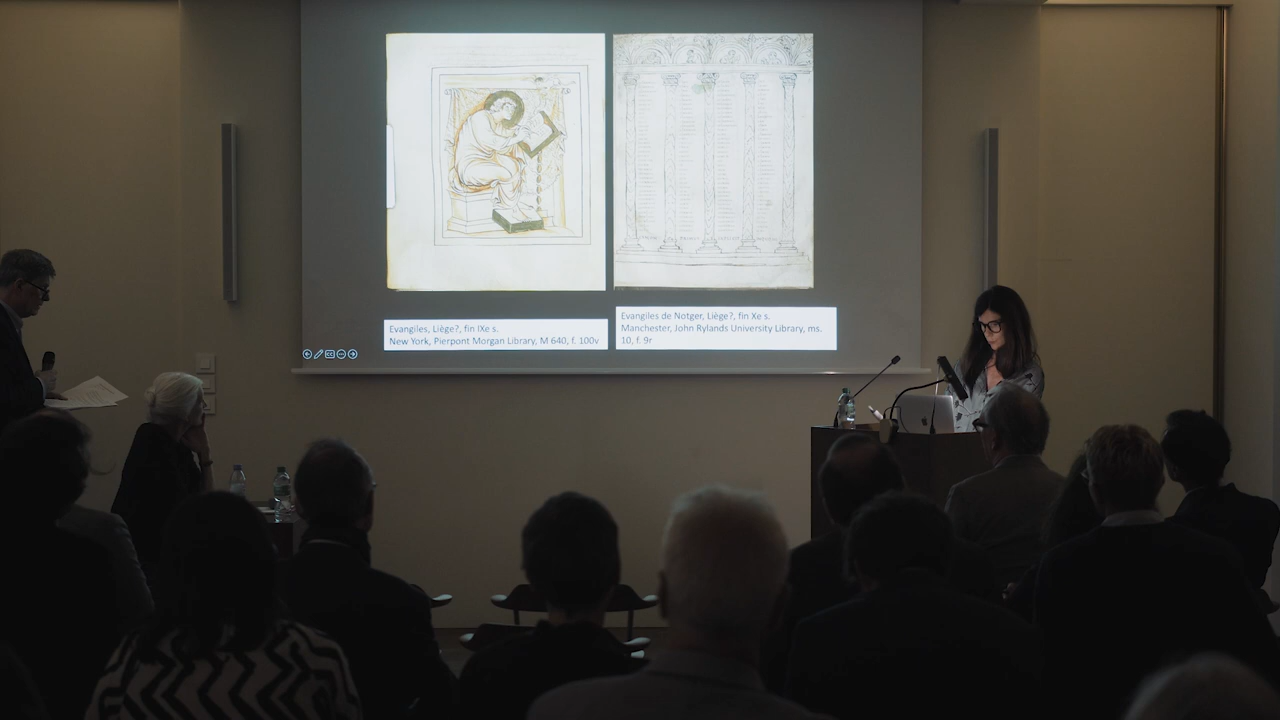 Evangiles, Liège?, fin IXe s.
New York, Pierpont Morgan Library, M 640, f. 100v
Evangiles de Notger, Liège?, fin Xe s.
Manchester, John Rylands University Library, ms.
10, f. 9r